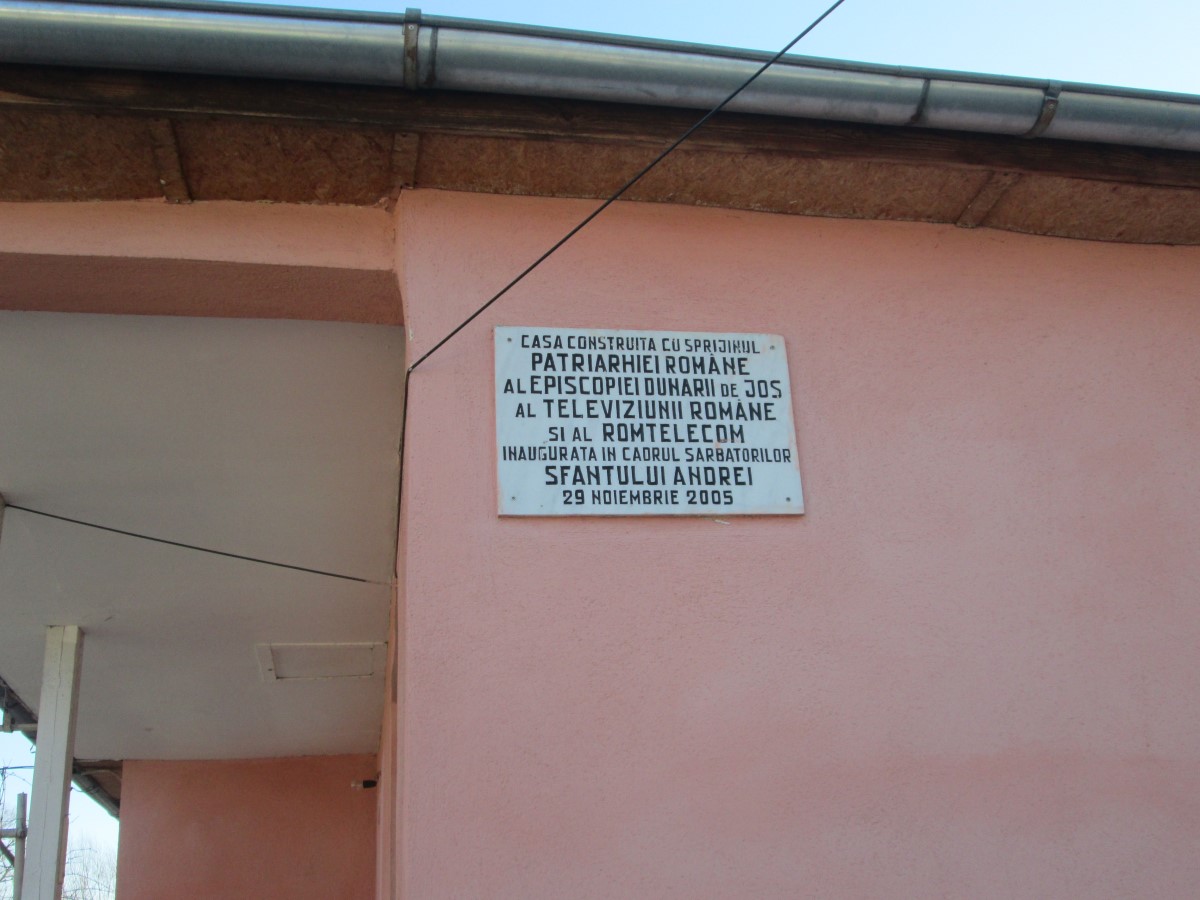 CASA CONSTRUITA CU SPRIJINUL
PATRIARHIEI ROMÂNE
AL EPISCOPIEI DUNARII DE JOS
AL TELEVIZIUNII ROMÂNE
SI AL ROMTELECOM
INAUGURATA IN CADRUL SARBATORILOR
SFANTULUI ANDREI
29 NOIEMBRIE 2005